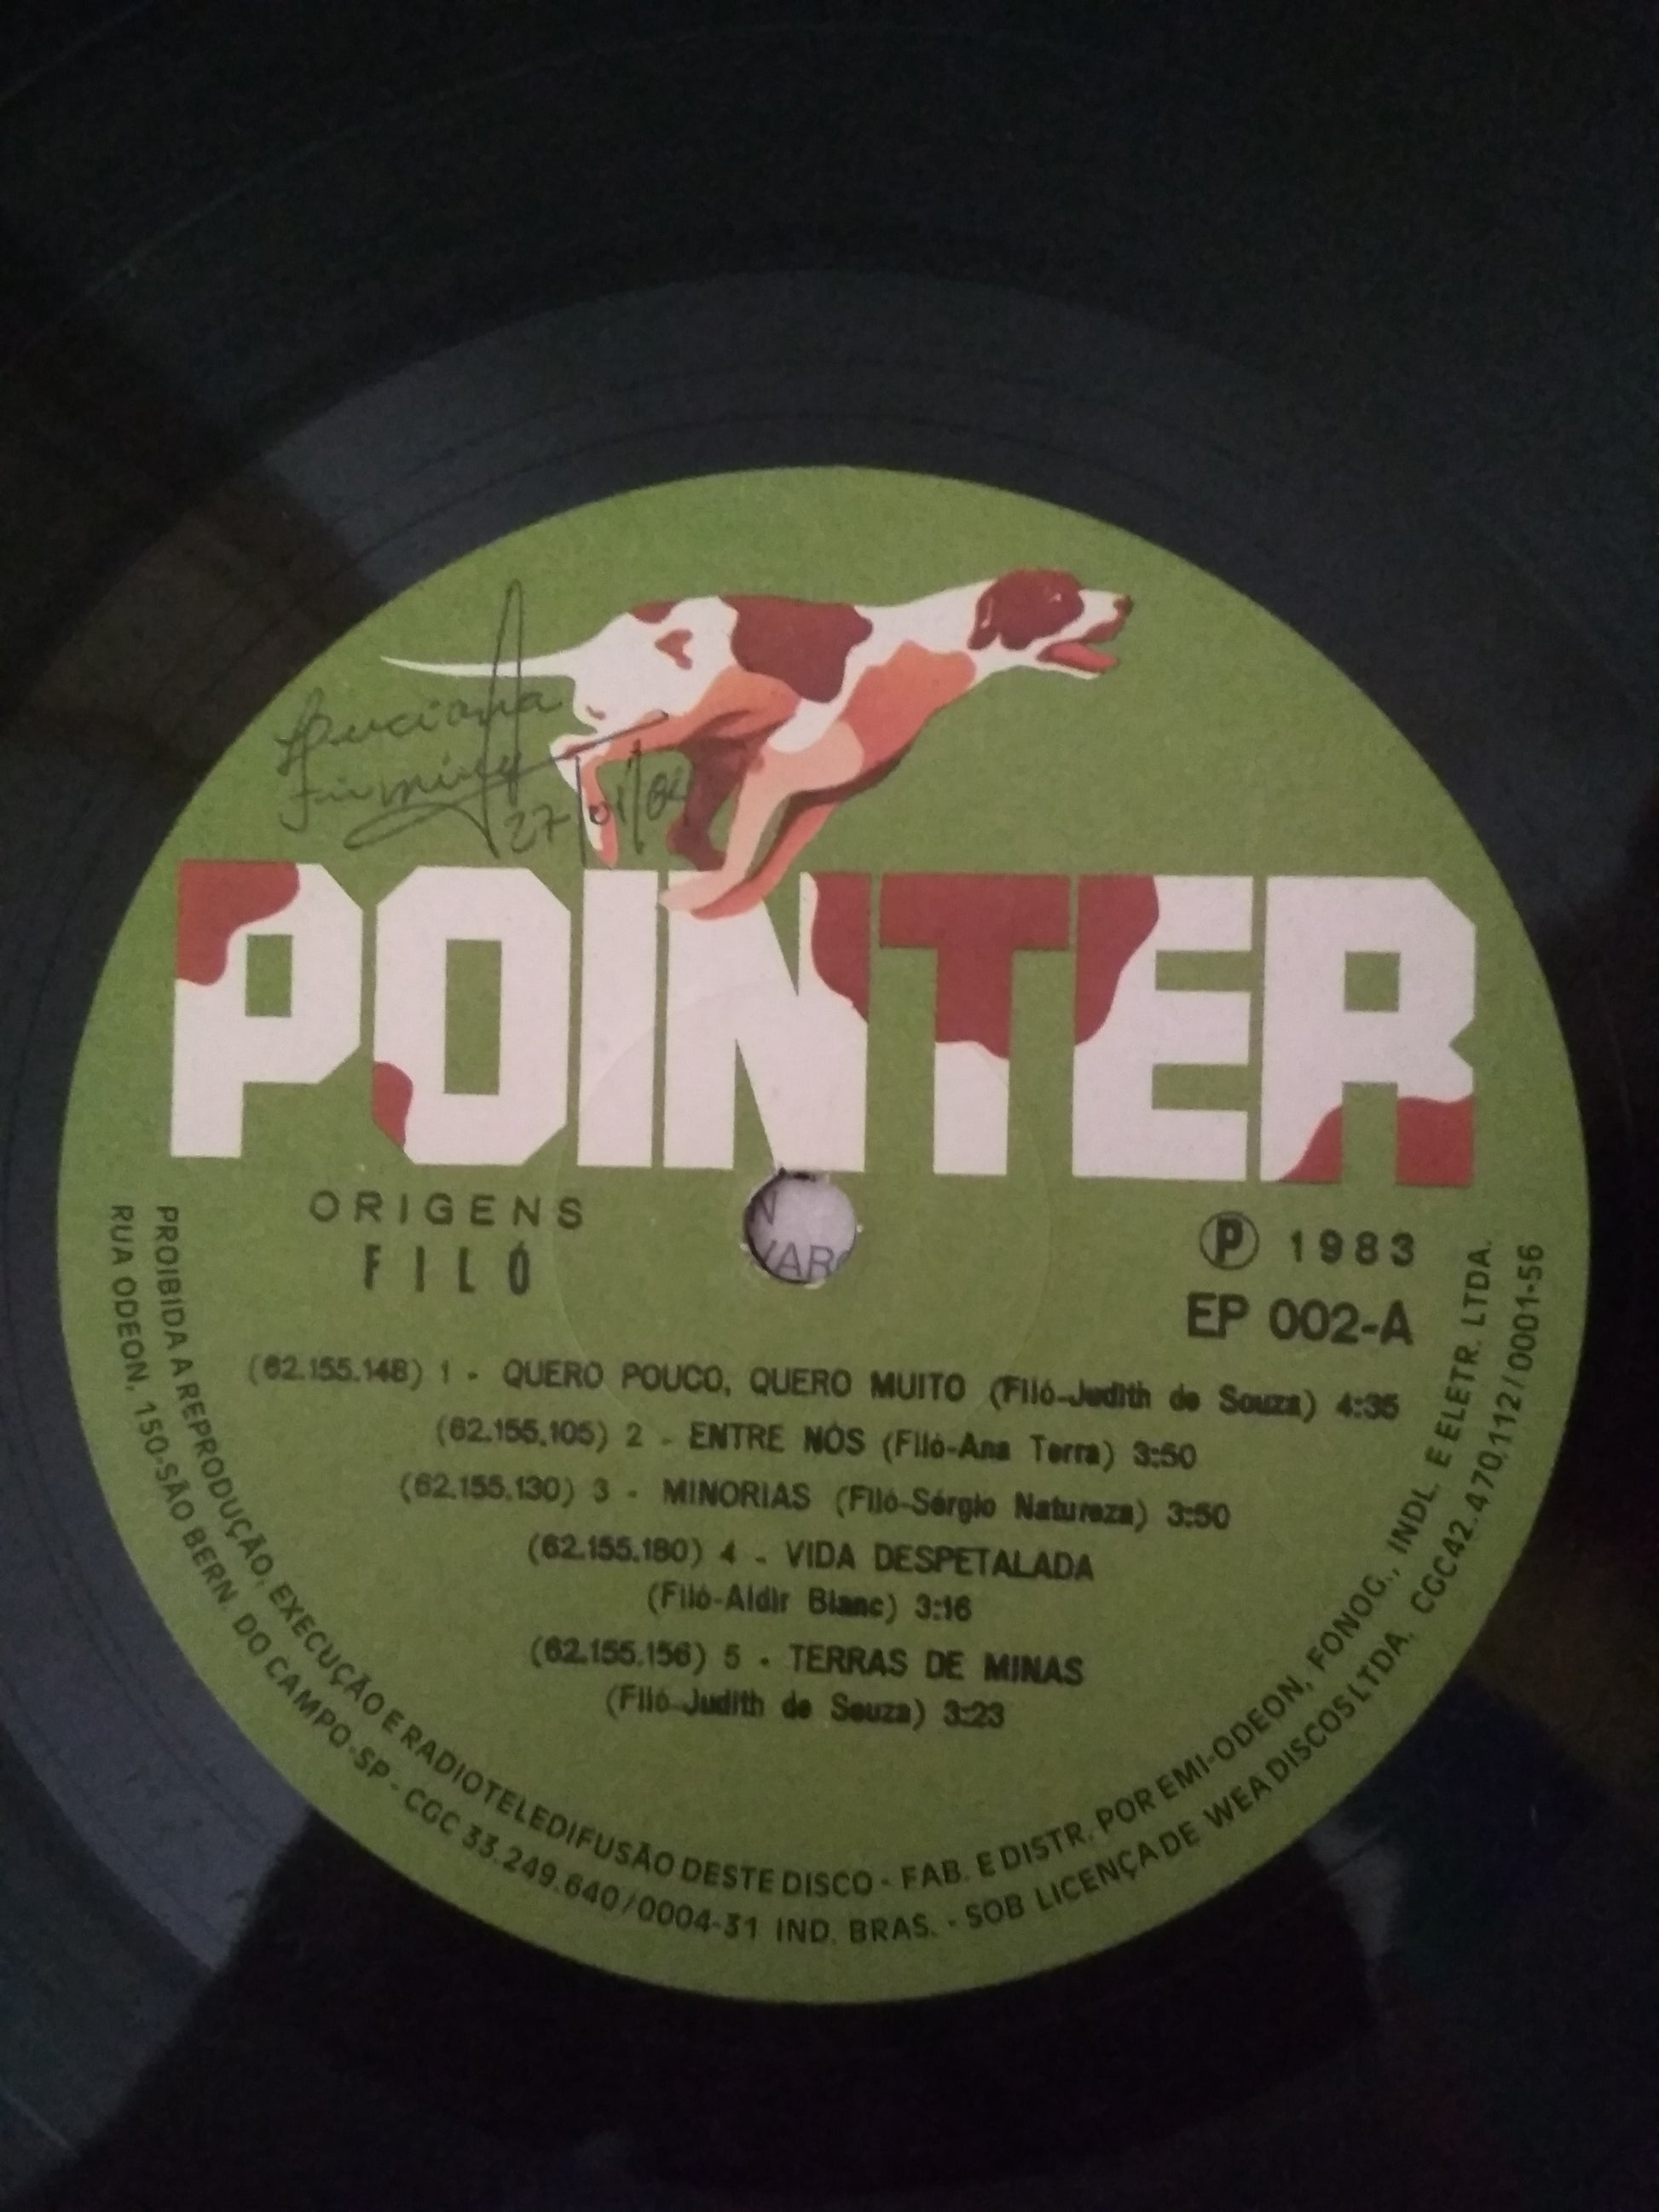 Luciana
27/01/84
POINTER
ORIGENS
FILÓ
Ⓟ 1983
EP 002-A
(62.155.148) 1 - QUERO POUCO, QUERO MUITO (Filó-Judith de Souza) 4:35
(62.155.105) 2 - ENTRE NÓS (Filó-Ana Terra) 3:50
(62.155.130) 3 - MINORIAS (Filó-Sérgio Natureza) 3:50
(62.155.180) 4 - VIDA DESPETALADA
(Filó-Aldir Blanc) 3:16
(62.155.156) 5 - TERRAS DE MINAS
(Filó-Judith de Souza) 3:23
PROIBIDA A REPRODUÇÃO, EXECUÇÃO E RADIOTELEDIFUSÃO DESTE DISCO - FAB. E DISTR. POR EMI-ODEON, FONOG., INDL. E ELETR. LTDA.
RUA ODEON, 150-SÃO BERN. DO CAMPO-SP - CGC 33.249.640/0004-31 IND. BRAS. - SOB LICENÇA DE WEA DISCOS LTDA. CGC42.470.112/0001-56